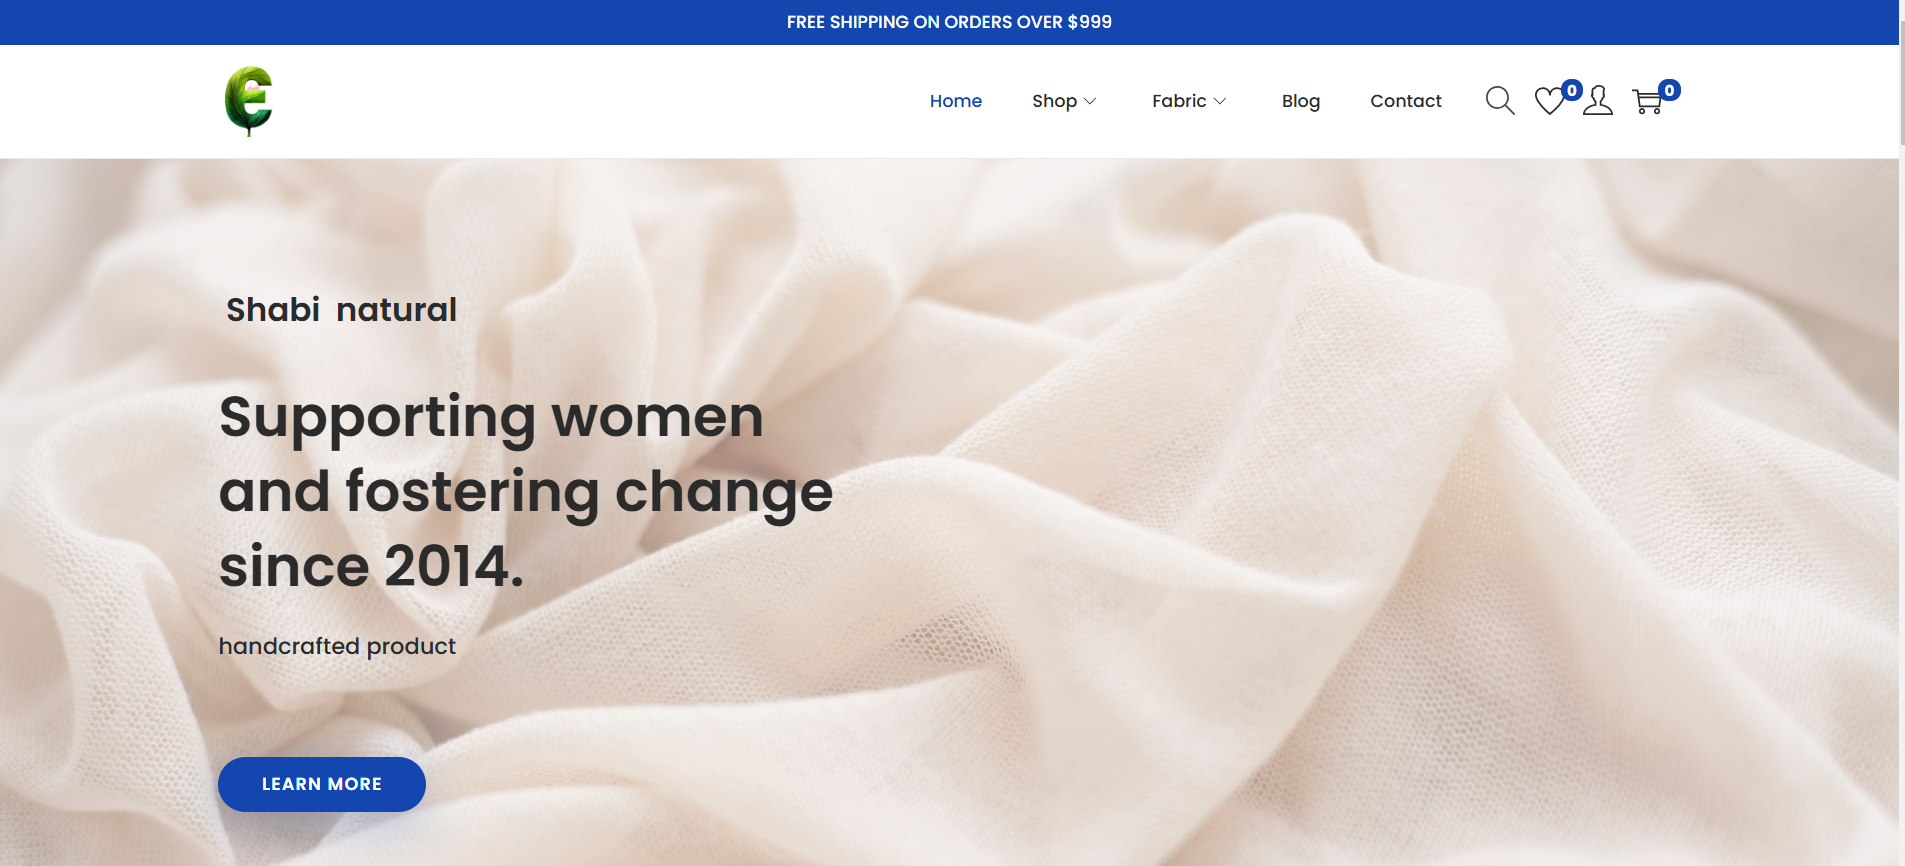 FREE SHIPPING ON ORDERS OVER $999
Home Shop Fabric Blog Contact 0 0
Shabi natural
Supporting women
and fostering change
since 2014.
handcrafted product
LEARN MORE